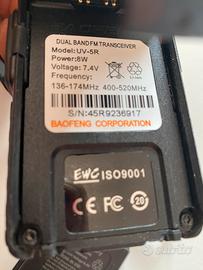 DUAL BAND FM TRANSCEIVER
Model: UV-5R
Power:8W
Voltage: 7,4V
Frequency:
136-174MHz 400-520MHz
S/N:45R9236917
BAOFENG CORPORATION
EWC ISO9001
CE FC 20
subito